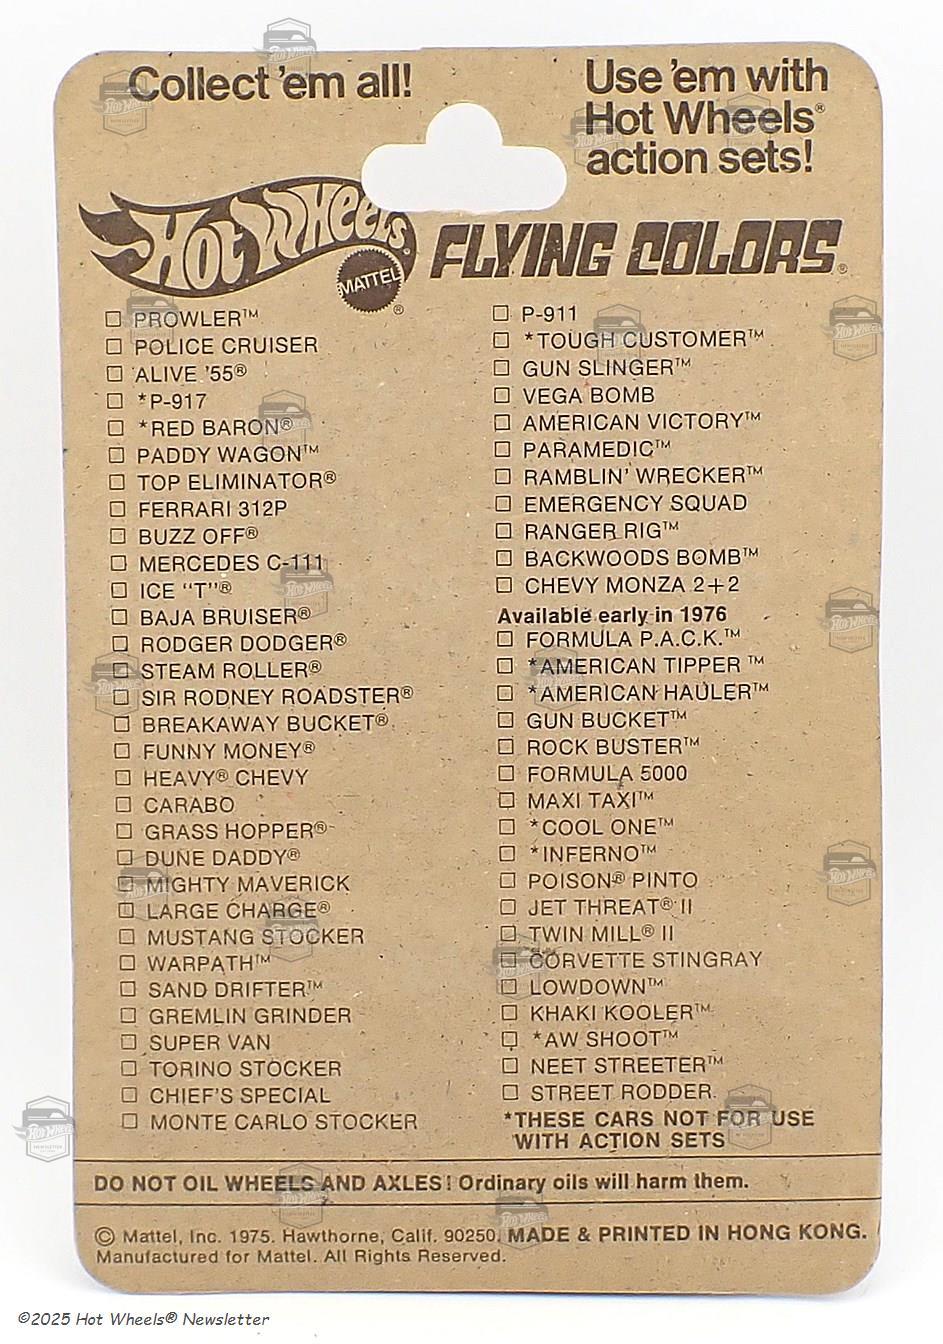 Collect 'em all!
Use 'em with
Hot Wheels®
action sets!
Hot Wheels
MATTEL ®
FLYING COLORS®
☐ PROWLER™
☐ POLICE CRUISER
☐ ALIVE '55®
☐ *P-917
☐ *RED BARON®
☐ PADDY WAGON™
☐ TOP ELIMINATOR®
☐ FERRARI 312P
☐ BUZZ OFF®
☐ MERCEDES C-111
☐ ICE "T"®
☐ BAJA BRUISER®
☐ RODGER DODGER®
☐ STEAM ROLLER®
☐ SIR RODNEY ROADSTER®
☐ BREAKAWAY BUCKET®
☐ FUNNY MONEY®
☐ HEAVY® CHEVY
☐ CARABO
☐ GRASS HOPPER®
☐ DUNE DADDY®
☐ MIGHTY MAVERICK
☐ LARGE CHARGE®
☐ MUSTANG STOCKER
☐ WARPATH™
☐ SAND DRIFTER™
☐ GREMLIN GRINDER
☐ SUPER VAN
☐ TORINO STOCKER
☐ CHIEF'S SPECIAL
☐ MONTE CARLO STOCKER
☐ P-911
☐ *TOUGH CUSTOMER™
☐ GUN SLINGER™
☐ VEGA BOMB
☐ AMERICAN VICTORY™
☐ PARAMEDIC™
☐ RAMBLIN' WRECKER™
☐ EMERGENCY SQUAD
☐ RANGER RIG™
☐ BACKWOODS BOMB™
☐ CHEVY MONZA 2+2
Available early in 1976
☐ FORMULA P.A.C.K.™
☐ *AMERICAN TIPPER ™
☐ *AMERICAN HAULER™
☐ GUN BUCKET™
☐ ROCK BUSTER™
☐ FORMULA 5000
☐ MAXI TAXI™
☐ *COOL ONE™
☐ *INFERNO™
☐ POISON® PINTO
☐ JET THREAT® II
☐ TWIN MILL® II
☐ CORVETTE STINGRAY
☐ LOWDOWN™
☐ KHAKI KOOLER™
☐ *AW SHOOT™
☐ NEET STREETER™
☐ STREET RODDER
*THESE CARS NOT FOR USE
WITH ACTION SETS
DO NOT OIL WHEELS AND AXLES! Ordinary oils will harm them.
© Mattel, Inc. 1975. Hawthorne, Calif. 90250. MADE & PRINTED IN HONG KONG.
Manufactured for Mattel. All Rights Reserved.
©2025 Hot Wheels® Newsletter